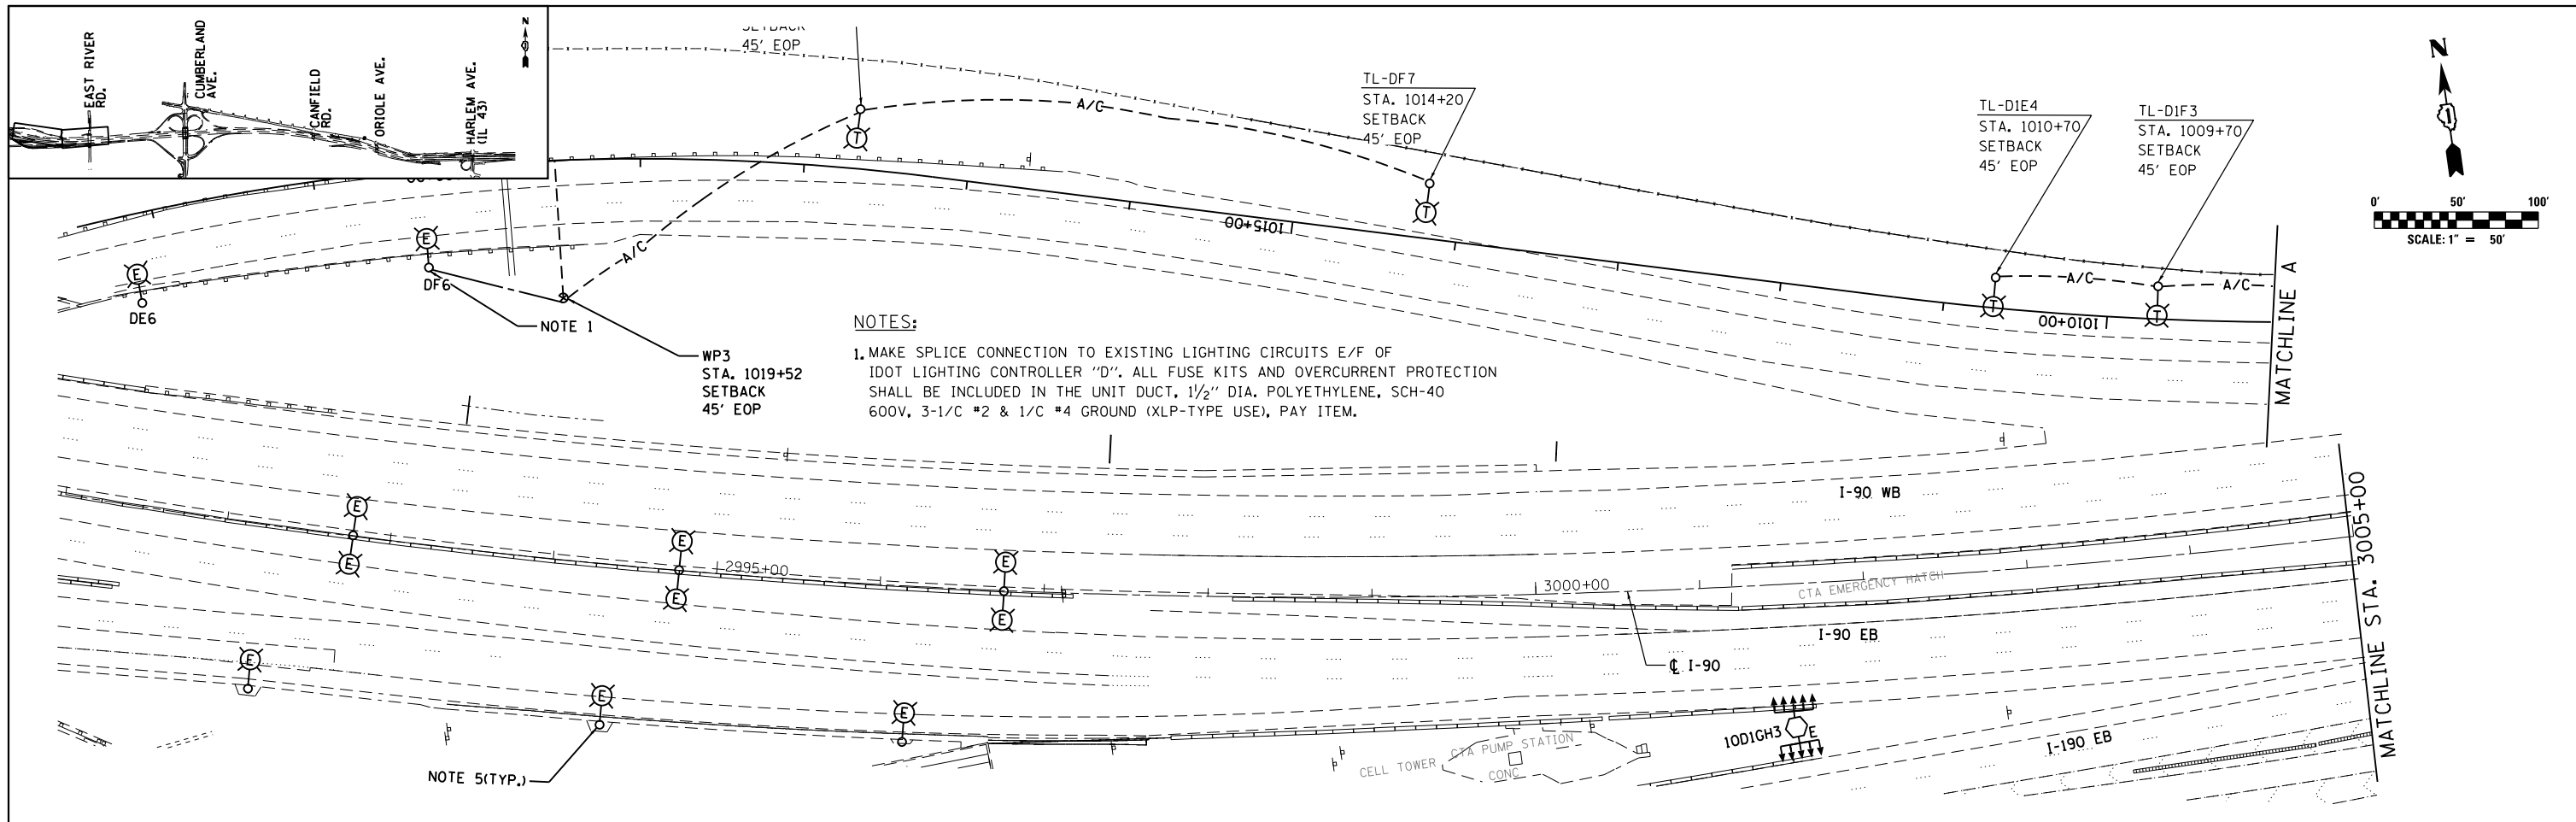 EAST RIVER
RD.
CUMBERLAND
AVE.
CANFIELD
RD.
ORIOLE AVE.
HARLEM AVE.
(IL 43)
N
45' EOP
T
A/C
TL-DF7
STA. 1014+20
SETBACK
45' EOP
T
TL-D1E4
STA. 1010+70
SETBACK
45' EOP
T
TL-D1F3
STA. 1009+70
SETBACK
45' EOP
T
A/C
A/C
N
1
0' 50' 100'
SCALE: 1" = 50'
MATCHLINE A
1015+00
1010+00
E
DE6
E
DF6
A/C
NOTE 1
WP3
STA. 1019+52
SETBACK
45' EOP
NOTES:
1. MAKE SPLICE CONNECTION TO EXISTING LIGHTING CIRCUITS E/F OF
IDOT LIGHTING CONTROLLER "D". ALL FUSE KITS AND OVERCURRENT PROTECTION
SHALL BE INCLUDED IN THE UNIT DUCT, 1½" DIA. POLYETHYLENE, SCH-40
600V, 3-1/C #2 & 1/C #4 GROUND (XLP-TYPE USE), PAY ITEM.
I-90 WB
E
E
E
E
E
E
2995+00
3000+00
CTA EMERGENCY HATCH
I-90 EB
℄ I-90
MATCHLINE STA. 3005+00
E
E
E
NOTE 5(TYP.)
CELL TOWER
CTA PUMP STATION
CONC
10D1GH3
E
I-190 EB